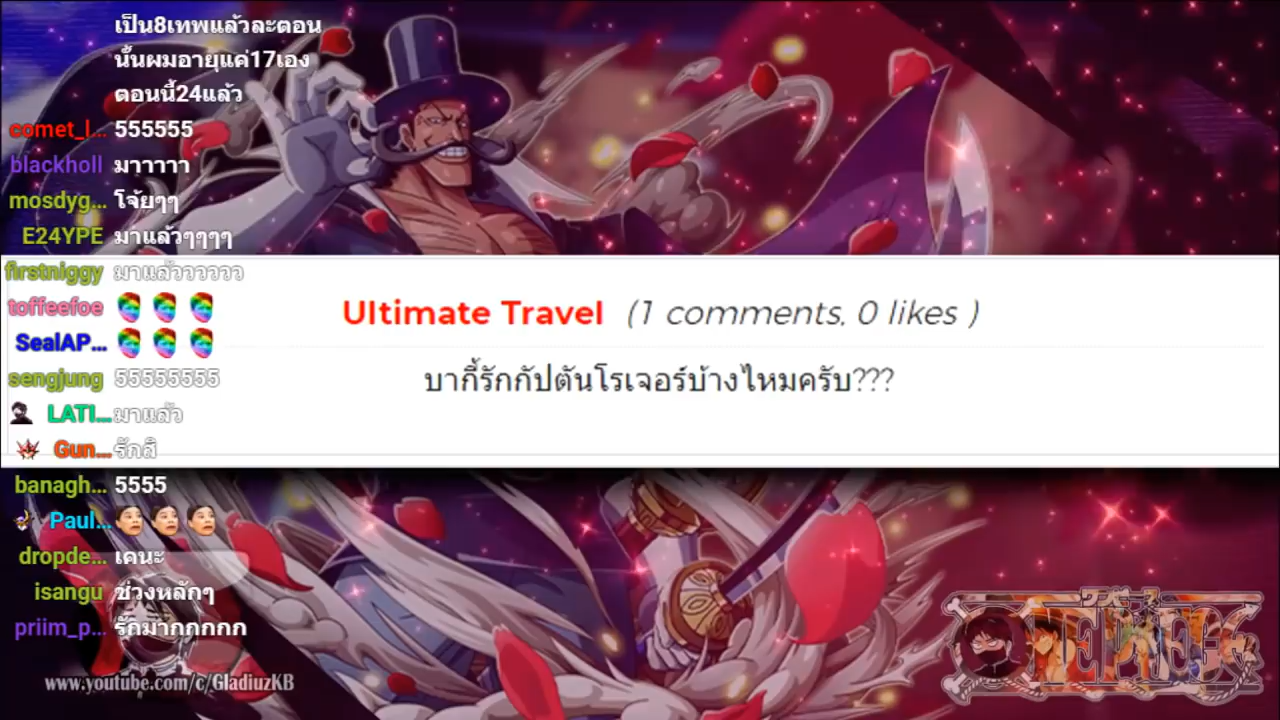 เป็น8เทพแล้วละตอน
นั้นผมอายุแค่17เอง
ตอนนี้24แล้ว
comet_l... 555555
blackholl มาาาาา
mosdyg... โจ้ยๆๆ
E24YPE มาแล้วๆๆๆๆ
firstniggy มาแล้วววววว
toffeefoe
SealAP...
sengjung 55555555
LATI... มาแล้ว
Gun... รักสิ
banagh... 5555
Paul...
dropde... เคนะ
isangu ช่วงหลักๆ
priim_p... รักมากกกกก
Ultimate Travel (1 comments, 0 likes )
บากี้รักกัปตันโรเจอร์บ้างไหมครับ???
www.youtube.com/c/GladiuzKB
ワンピース
ONE PIECE